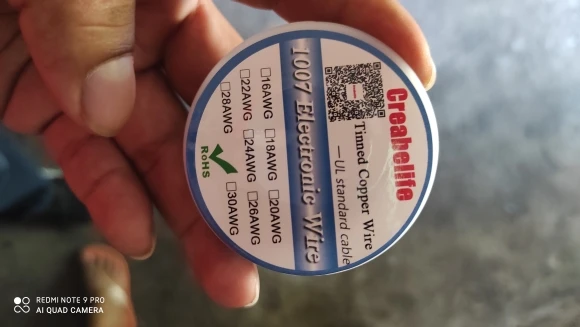 Creabelife
Tinned Copper Wire
—UL standard cable
1007 Electronic Wire
□16AWG □18AWG □20AWG
□22AWG □24AWG □26AWG
□28AWG □30AWG
RoHS
REDMI NOTE 9 PRO
AI QUAD CAMERA